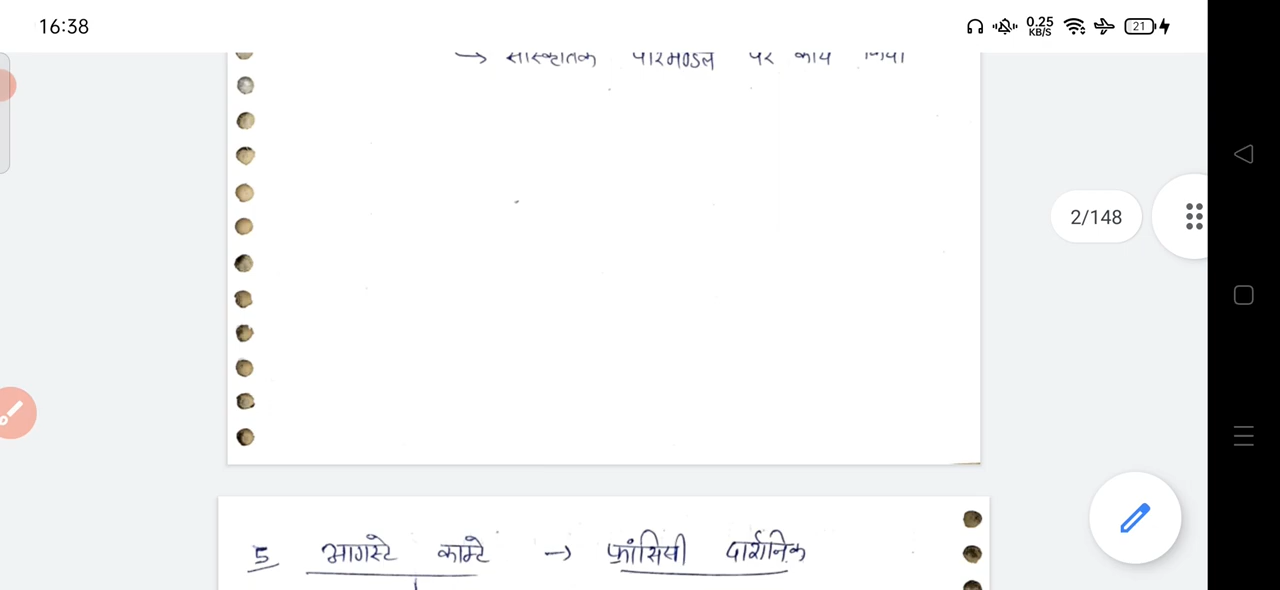 16:38
0.25 KB/S
21
→ सांस्कृतिक परिमण्डल पर कार्य किया
2/148
5 आगस्टे काम्टे → फ्रांसिसी दार्शनिक